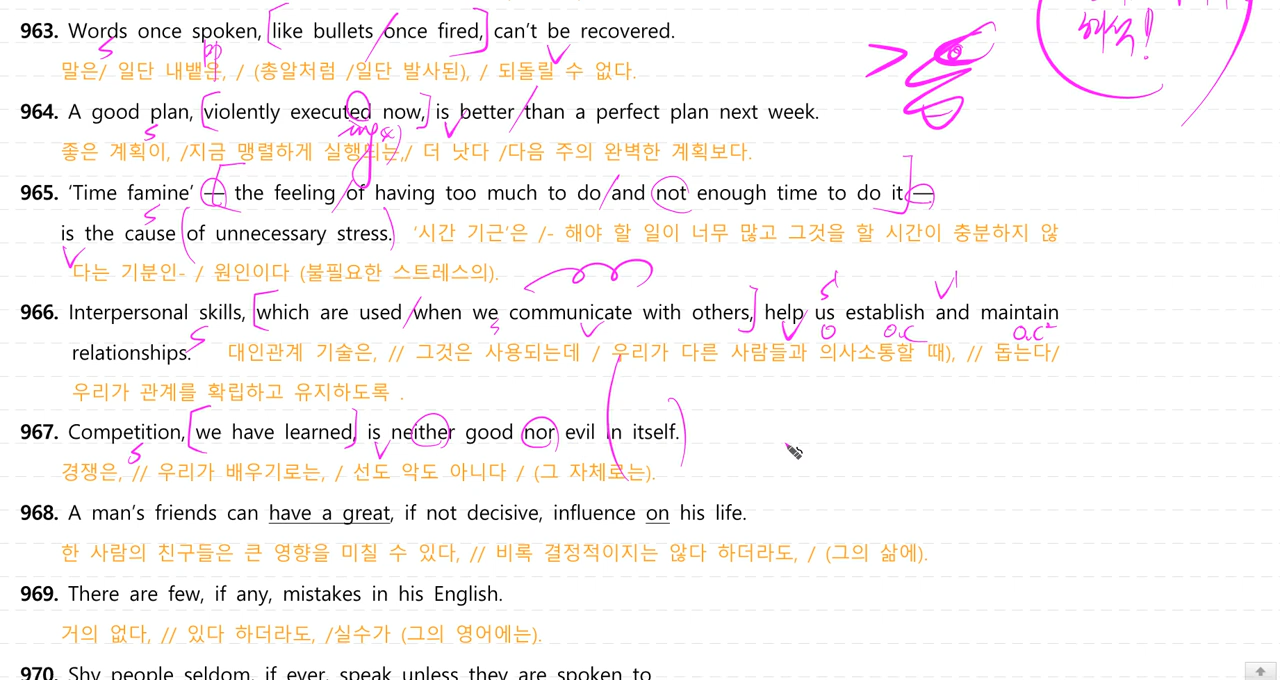 해석!
963. Words once spoken, like bullets once fired, can't be recovered.
S pp V
말은/ 일단 내뱉은, / (총알처럼 /일단 발사된), / 되돌릴 수 없다.
964. A good plan, violently executed now, is better than a perfect plan next week.
S ing(x) V
좋은 계획이, /지금 맹렬하게 실행되는,/ 더 낫다 /다음 주의 완벽한 계획보다.
965. ‘Time famine’ — the feeling of having too much to do and not enough time to do it —
S
is the cause of unnecessary stress. ‘시간 기근’은 /- 해야 할 일이 너무 많고 그것을 할 시간이 충분하지 않
V
다는 기분인- / 원인이다 (불필요한 스트레스의).
S' V'
966. Interpersonal skills, which are used when we communicate with others, help us establish and maintain
S S V V O O.C O.C²
relationships. 대인관계 기술은, // 그것은 사용되는데 / 우리가 다른 사람들과 의사소통할 때), // 돕는다/
우리가 관계를 확립하고 유지하도록 .
967. Competition, we have learned, is neither good nor evil in itself.
S V
경쟁은, // 우리가 배우기로는, / 선도 악도 아니다 / (그 자체로는).
968. A man’s friends can have a great, if not decisive, influence on his life.
한 사람의 친구들은 큰 영향을 미칠 수 있다, // 비록 결정적이지는 않다 하더라도, / (그의 삶에).
969. There are few, if any, mistakes in his English.
거의 없다, // 있다 하더라도, /실수가 (그의 영어에는).
970. Shy people seldom, if ever, speak unless they are spoken to